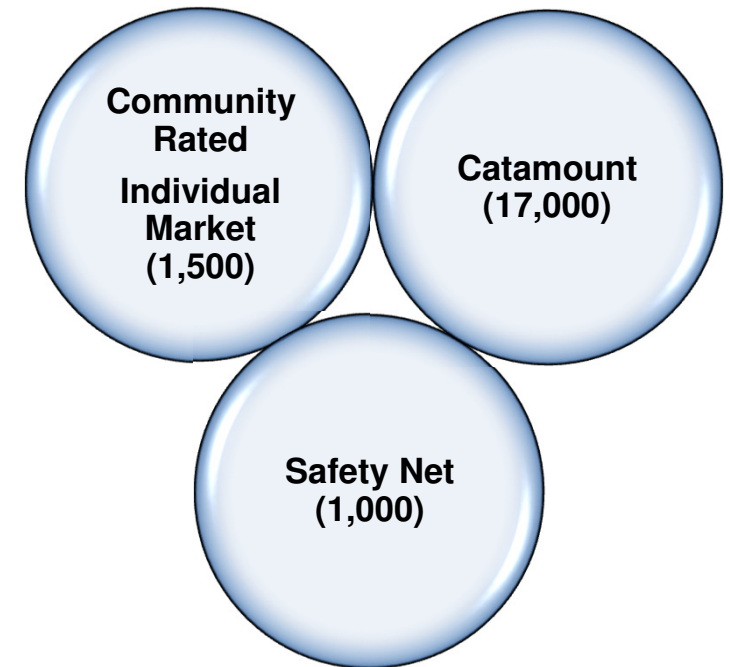 Community
Rated
Individual
Market
(1,500)
Catamount
(17,000)
Safety Net
(1,000)